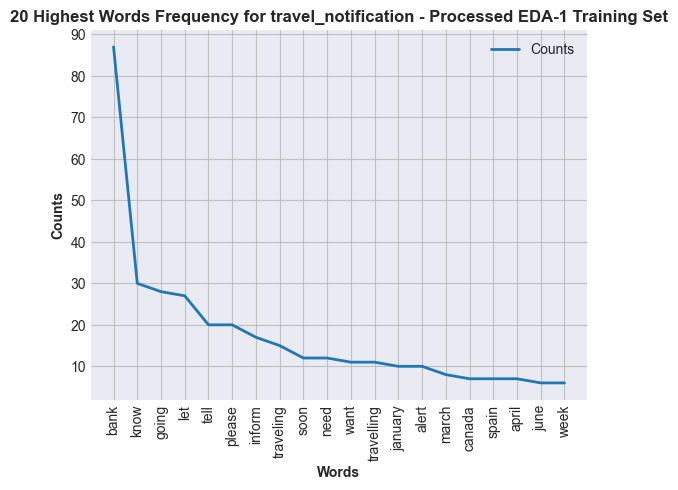 20 Highest Words Frequency for travel_notification - Processed EDA-1 Training Set
90
80
70
60
50
40
30
20
10
Counts
Counts
bank
know
going
let
tell
please
inform
traveling
soon
need
want
travelling
january
alert
march
canada
spain
april
june
week
Words